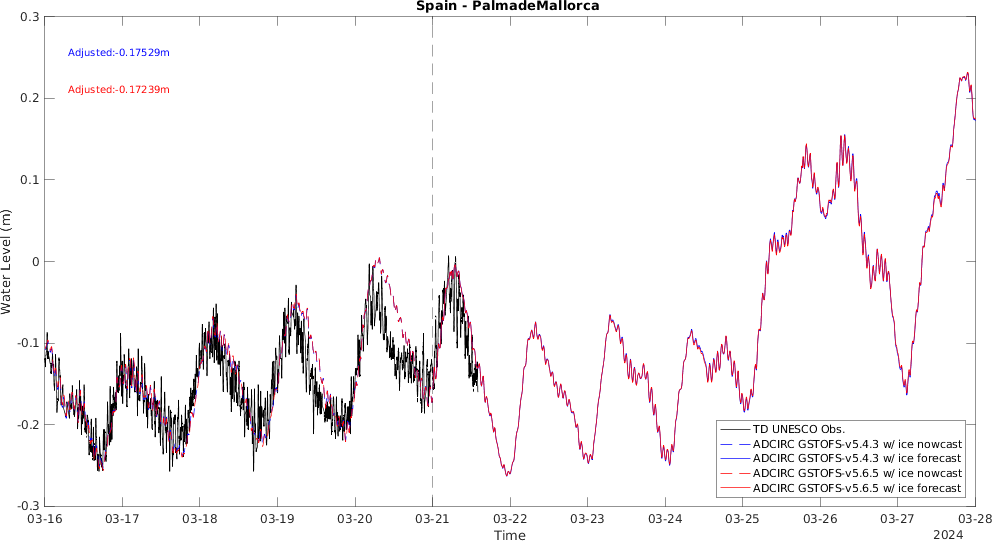 Spain - PalmadeMallorca
Adjusted:-0.17529m
Adjusted:-0.17239m
0.3
0.2
0.1
0
-0.1
-0.2
-0.3
Water Level (m)
TD UNESCO Obs.
ADCIRC GSTOFS-v5.4.3 w/ ice nowcast
ADCIRC GSTOFS-v5.4.3 w/ ice forecast
ADCIRC GSTOFS-v5.6.5 w/ ice nowcast
ADCIRC GSTOFS-v5.6.5 w/ ice forecast
03-16 03-17 03-18 03-19 03-20 03-21 03-22 03-23 03-24 03-25 03-26 03-27 03-28
Time
2024